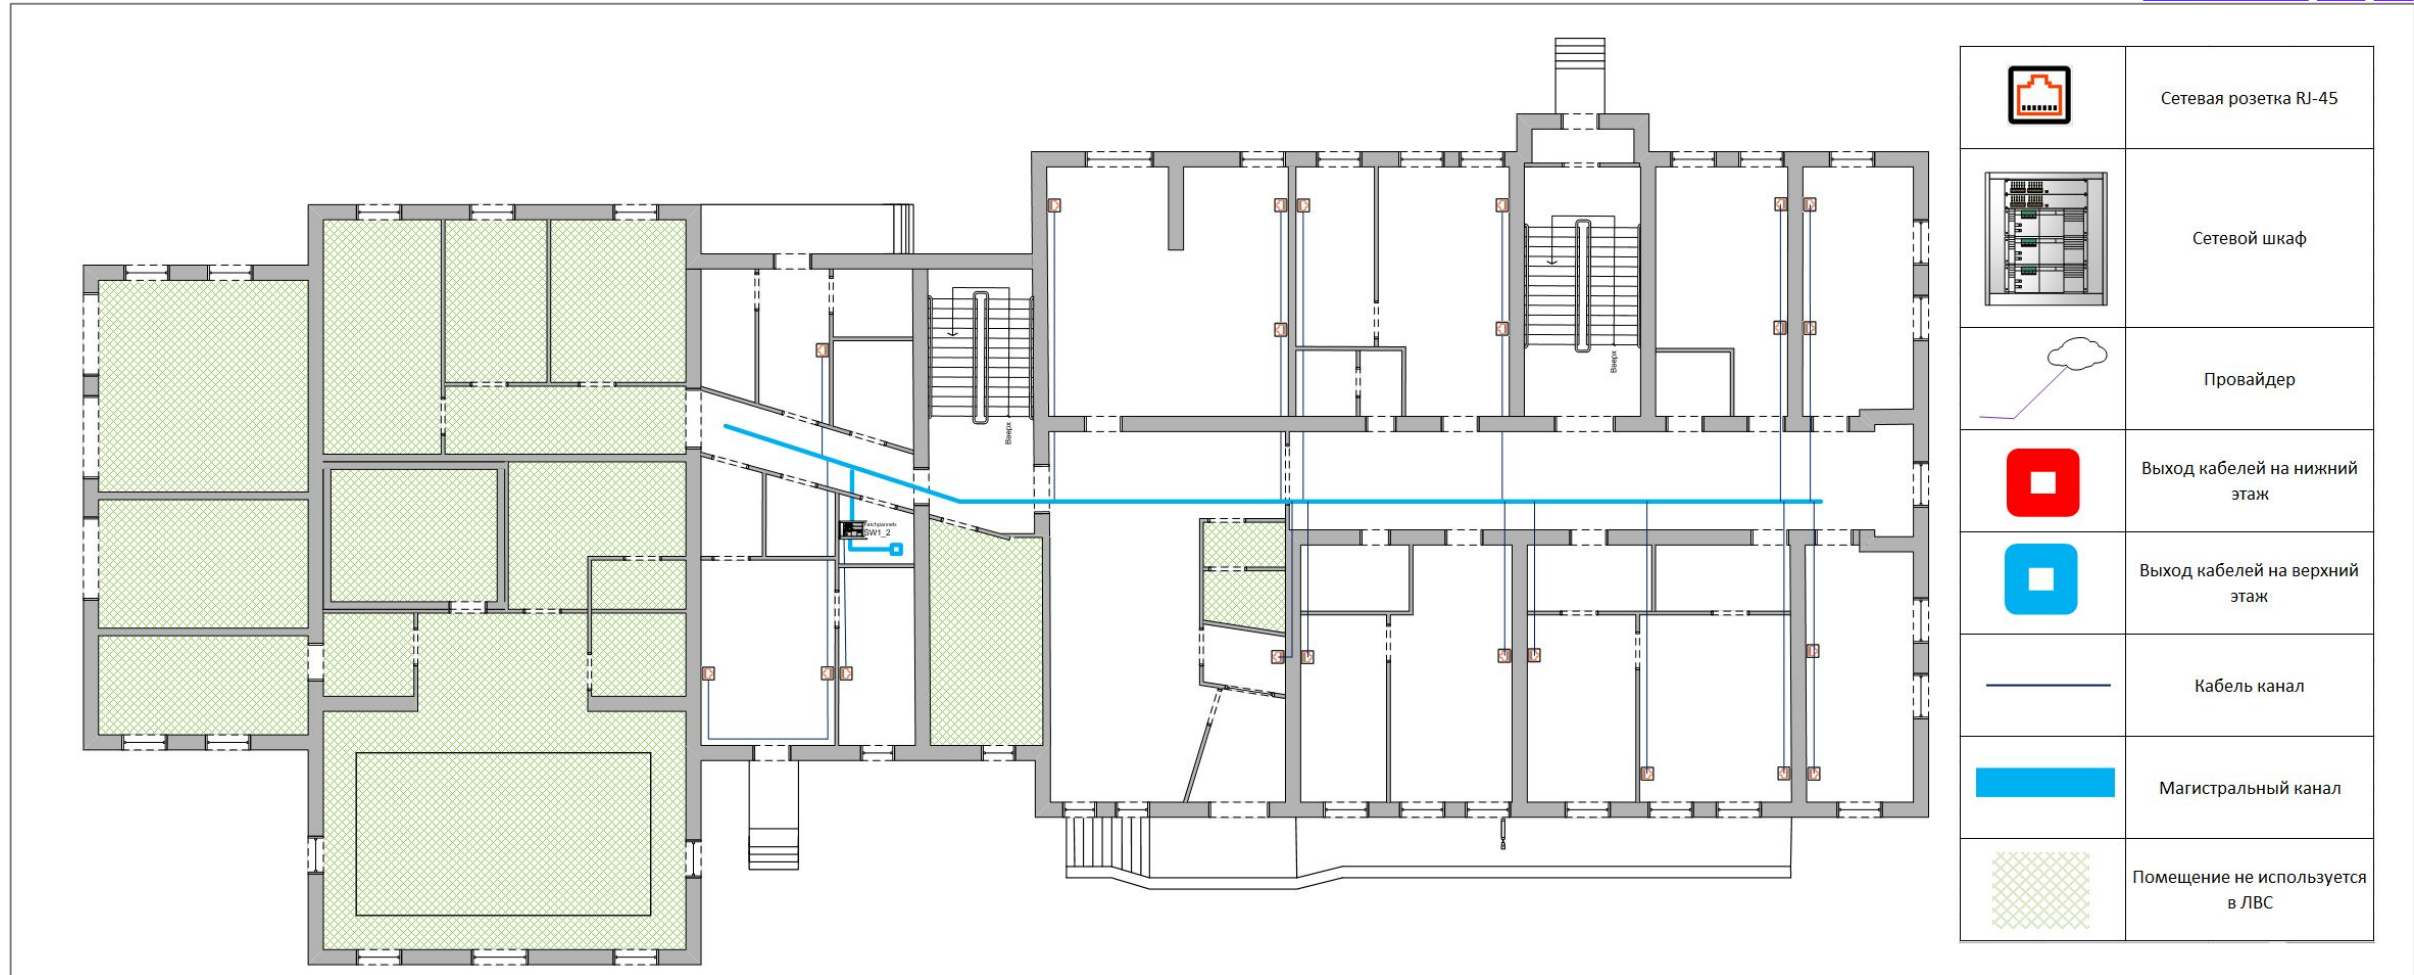 Сетевая розетка RJ-45
Сетевой шкаф
Провайдер
Выход кабелей на нижний
этаж
Выход кабелей на верхний
этаж
Кабель канал
Магистральный канал
Помещение не используется
в ЛВС
Вверх
Вверх
SW1_2